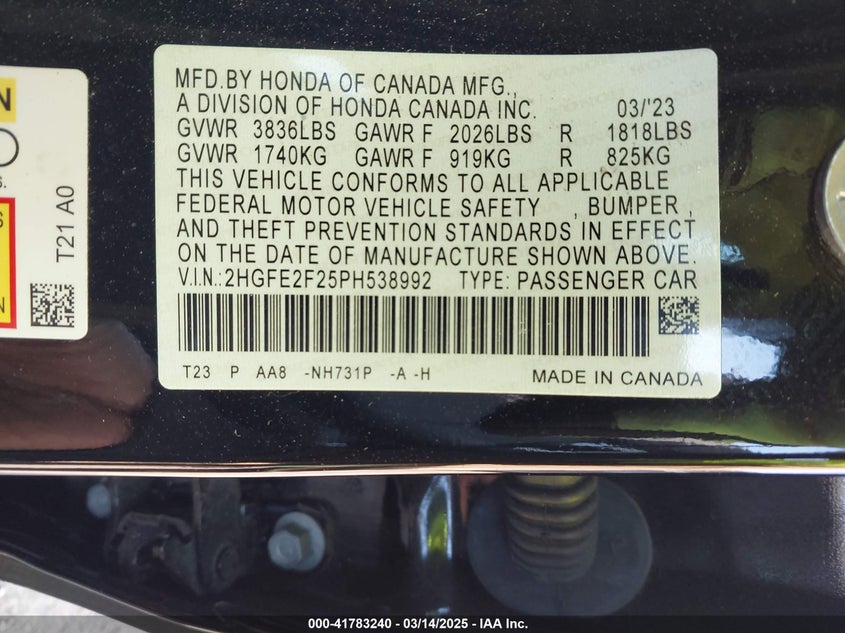 N
S.
S
N
T21 A0
MFD.BY HONDA OF CANADA MFG.,
A DIVISION OF HONDA CANADA INC. 03/'23
GVWR 3836LBS GAWR F 2026LBS R 1818LBS
GVWR 1740KG GAWR F 919KG R 825KG
THIS VEHICLE CONFORMS TO ALL APPLICABLE
FEDERAL MOTOR VEHICLE SAFETY , BUMPER ,
AND THEFT PREVENTION STANDARDS IN EFFECT
ON THE DATE OF MANUFACTURE SHOWN ABOVE.
V.I.N.:2HGFE2F25PH538992 TYPE: PASSENGER CAR
T23 P AA8 -NH731P -A -H MADE IN CANADA
000-41783240 - 03/14/2025 - IAA Inc.